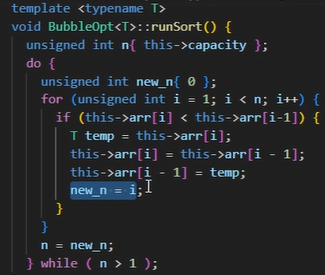 template <typename T>
void BubbleOpt<T>::runSort() {
unsigned int n{ this->capacity };
do {
unsigned int new_n{ 0 };
for (unsigned int i = 1; i < n; i++) {
if (this->arr[i] < this->arr[i-1]) {
T temp = this->arr[i];
this->arr[i] = this->arr[i - 1];
this->arr[i - 1] = temp;
new_n = i;
}
}
n = new_n;
} while ( n > 1 );